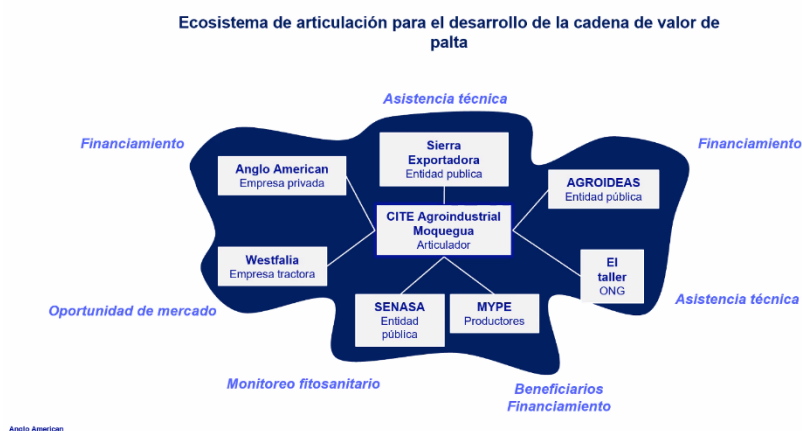 Ecosistema de articulación para el desarrollo de la cadena de valor de
palta
Asistencia técnica
Financiamiento
Financiamiento
Sierra
Exportadora
Entidad publica
Anglo American
Empresa privada
AGROIDEAS
Entidad pública
CITE Agroindustrial
Moquegua
Articulador
Westfalia
Empresa tractora
El
taller
ONG
SENASA
Entidad
pública
MYPE
Productores
Oportunidad de mercado
Asistencia técnica
Monitoreo fitosanitario
Beneficiarios
Financiamiento
Anglo American